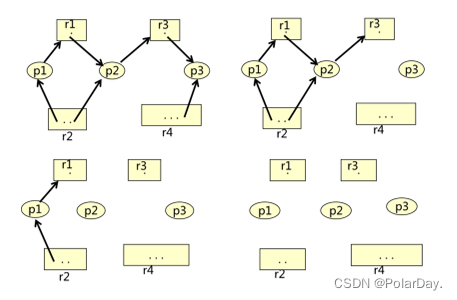 r1 r3 r1 r3
p1 p2 p3 p1 p2 p3
r2 r4 r2 r4
r1 r3 r1 r3
p1 p2 p3 p1 p2 p3
r2 r4 r2 r4
CSDN @PolarDay.